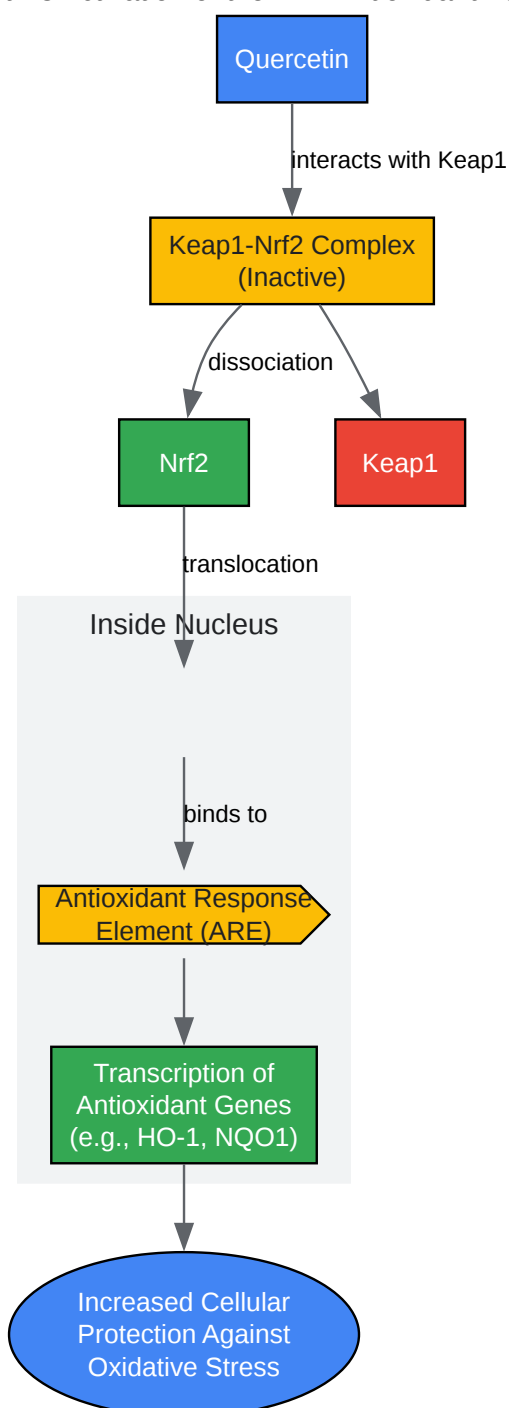 Quercetin
interacts with Keap1
Keap1-Nrf2 Complex
(Inactive)
dissociation
Nrf2
Keap1
translocation
Inside Nucleus
binds to
Antioxidant Response
Element (ARE)
Transcription of
Antioxidant Genes
(e.g., HO-1, NQO1)
Increased Cellular
Protection Against
Oxidative Stress